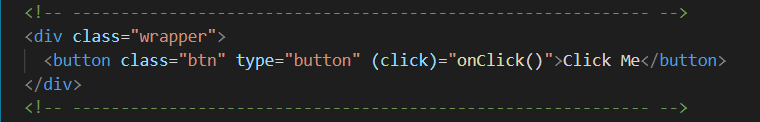 <!-- ----------------------------------------------------------- -->
<div class="wrapper">
<button class="btn" type="button" (click)="onClick()">Click Me</button>
</div>
<!-- ----------------------------------------------------------- -->